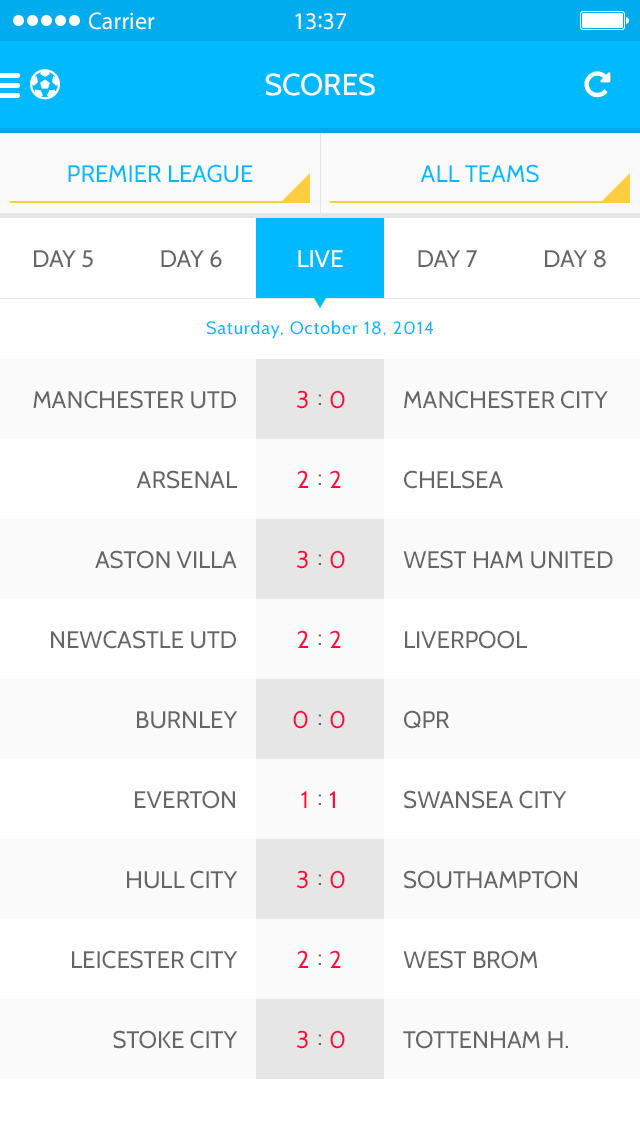 Carrier 13:37
SCORES
PREMIER LEAGUE ALL TEAMS
DAY 5 DAY 6 LIVE DAY 7 DAY 8
Saturday, October 18, 2014
MANCHESTER UTD 3 : 0 MANCHESTER CITY
ARSENAL 2 : 2 CHELSEA
ASTON VILLA 3 : 0 WEST HAM UNITED
NEWCASTLE UTD 2 : 2 LIVERPOOL
BURNLEY 0 : 0 QPR
EVERTON 1 : 1 SWANSEA CITY
HULL CITY 3 : 0 SOUTHAMPTON
LEICESTER CITY 2 : 2 WEST BROM
STOKE CITY 3 : 0 TOTTENHAM H.